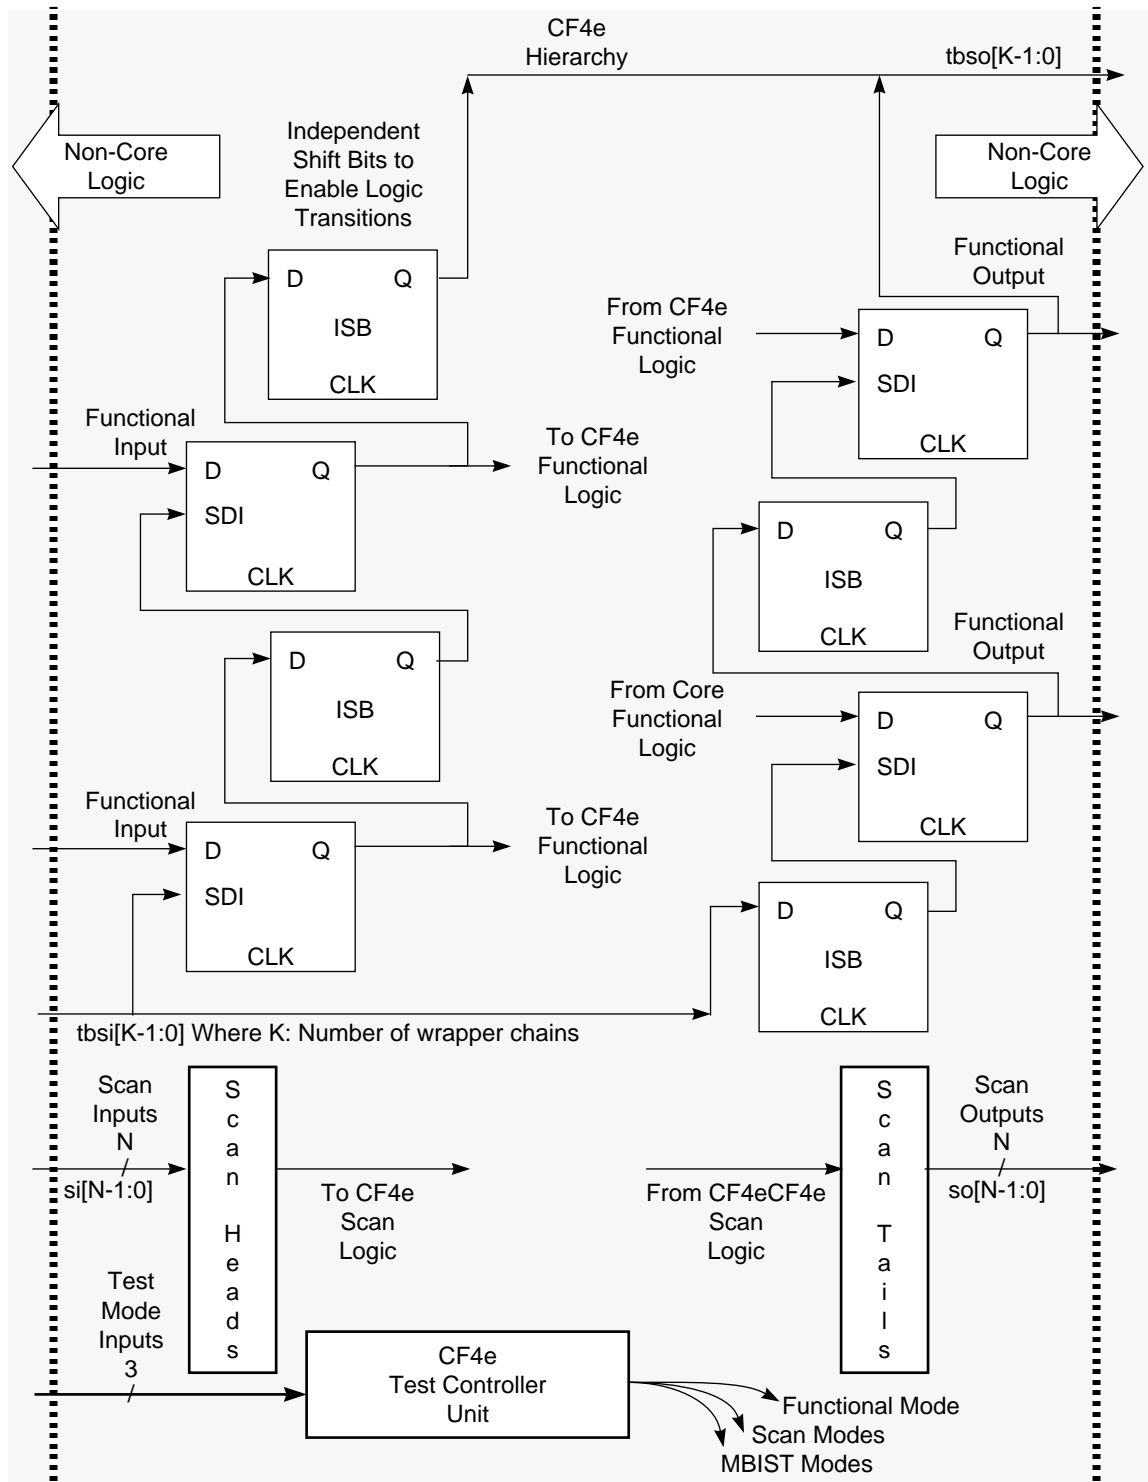 CF4e
Hierarchy
tbso[K-1:0]
Non-Core
Logic
Independent
Shift Bits to
Enable Logic
Transitions
Non-Core
Logic
Functional
Output
D Q
ISB
CLK
From CF4e
Functional
Logic
D Q
SDI
CLK
Functional
Input
D Q
SDI
CLK
To CF4e
Functional
Logic
D Q
ISB
CLK
Functional
Output
D Q
ISB
CLK
From Core
Functional
Logic
D Q
SDI
CLK
Functional
Input
D Q
SDI
CLK
To CF4e
Functional
Logic
D Q
ISB
CLK
tbsi[K-1:0] Where K: Number of wrapper chains
Scan
Inputs
N
si[N-1:0]
Scan Heads
To CF4e
Scan
Logic
From CF4eCF4e
Scan
Logic
Scan Tails
Scan
Outputs
N
so[N-1:0]
Test
Mode
Inputs
3
CF4e
Test Controller
Unit
Functional Mode
Scan Modes
MBIST Modes